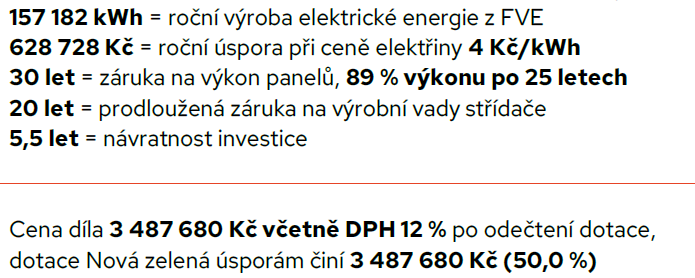 157 182 kWh = roční výroba elektrické energie z FVE
628 728 Kč = roční úspora při ceně elektřiny 4 Kč/kWh
30 let = záruka na výkon panelů, 89 % výkonu po 25 letech
20 let = prodloužená záruka na výrobní vady střídače
5,5 let = návratnost investice
Cena díla 3 487 680 Kč včetně DPH 12 % po odečtení dotace,
dotace Nová zelená úsporám činí 3 487 680 Kč (50,0 %)